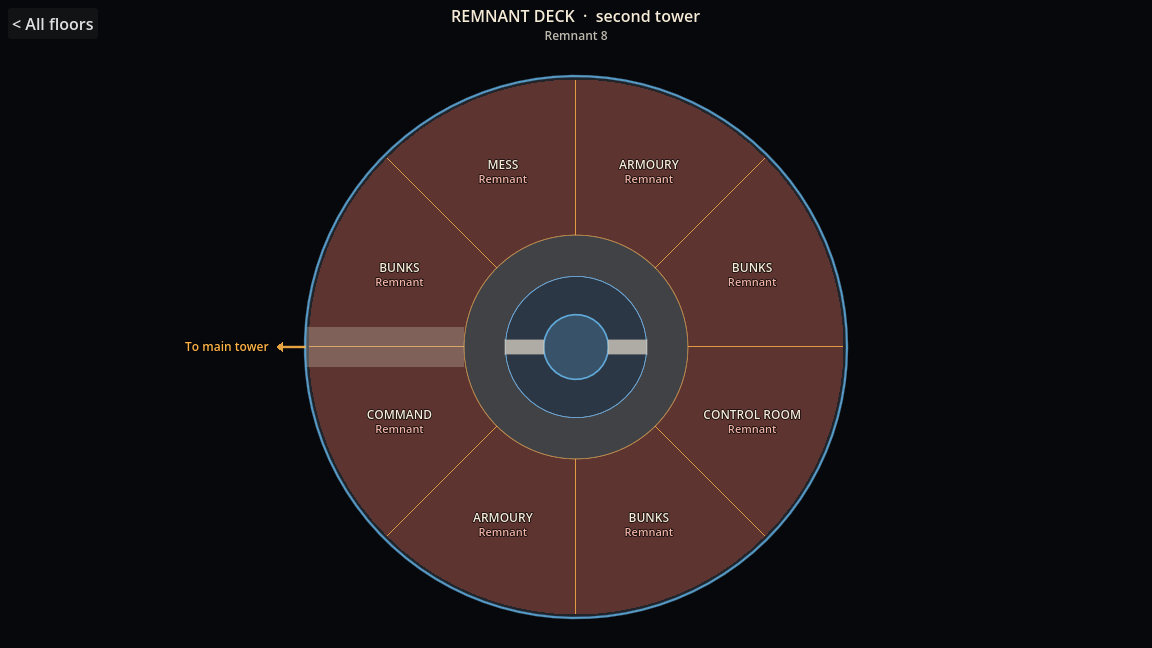 < All floors
REMNANT DECK · second tower
Remnant 8
MESS
Remnant
ARMOURY
Remnant
BUNKS
Remnant
BUNKS
Remnant
To main tower
COMMAND
Remnant
CONTROL ROOM
Remnant
ARMOURY
Remnant
BUNKS
Remnant